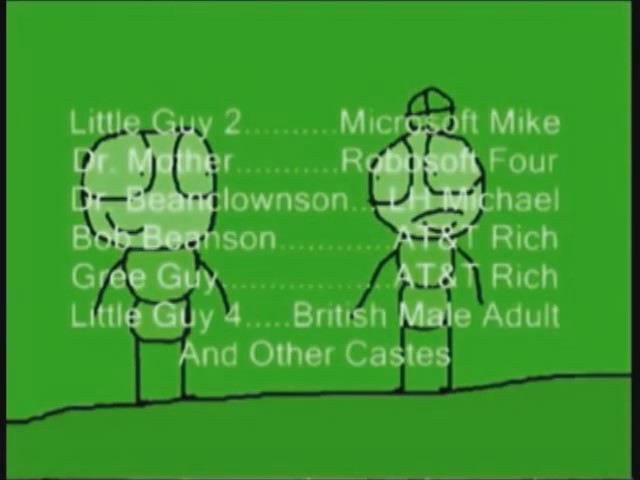 Little Guy 2..........Microsoft Mike
Dr. Mother............Robosoft Four
Dr. Beanclownson...LH Michael
Bob Beanson............AT&T Rich
Gree Guy..................AT&T Rich
Little Guy 4.....British Male Adult
And Other Castes